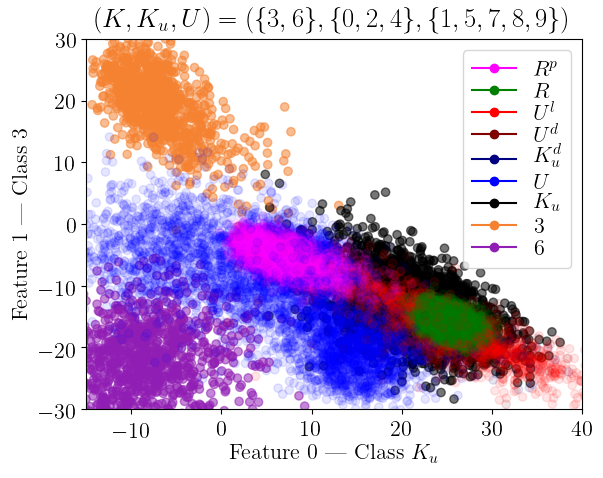 (K, K_u, U) = ({3, 6}, {0, 2, 4}, {1, 5, 7, 8, 9})
30
20
10
0
−10
−20
−30
Feature 1 — Class 3
R^p
R
U^l
U^d
K_u^d
U
K_u
3
6
−10
0
10
20
30
40
Feature 0 — Class K_u